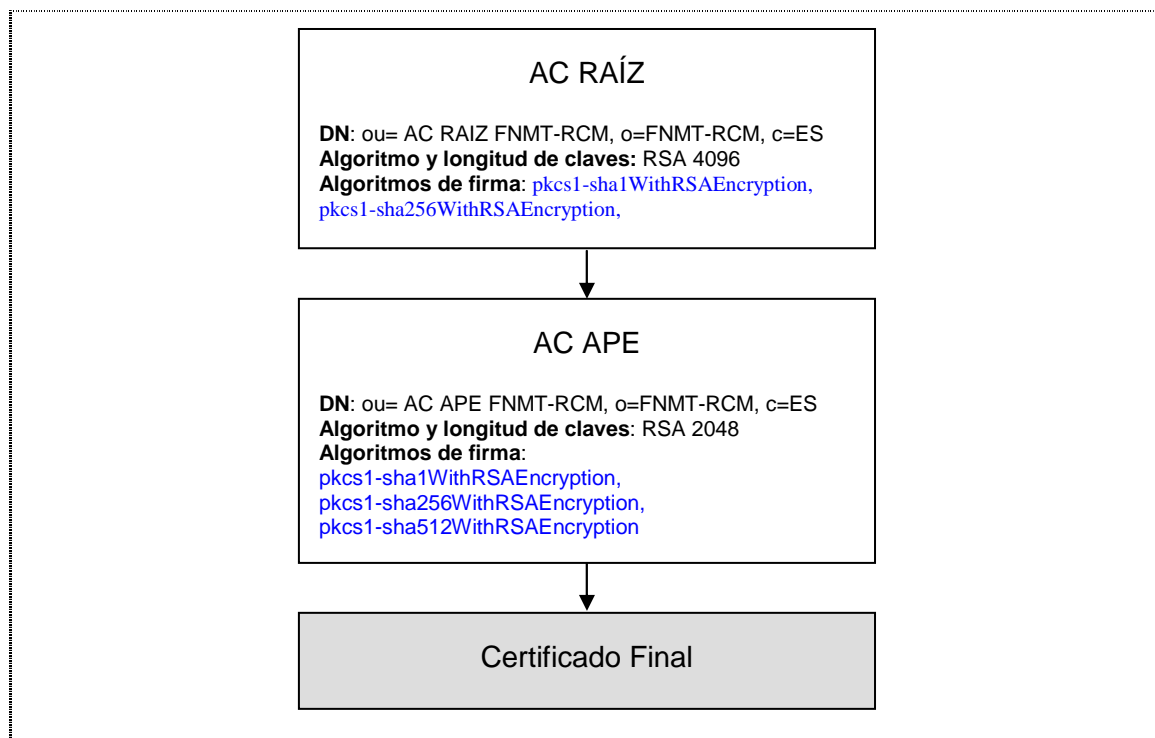 AC RAÍZ
DN: ou= AC RAIZ FNMT-RCM, o=FNMT-RCM, c=ES
Algoritmo y longitud de claves: RSA 4096
Algoritmos de firma: pkcs1-sha1WithRSAEncryption,
pkcs1-sha256WithRSAEncryption,
AC APE
DN: ou= AC APE FNMT-RCM, o=FNMT-RCM, c=ES
Algoritmo y longitud de claves: RSA 2048
Algoritmos de firma:
pkcs1-sha1WithRSAEncryption,
pkcs1-sha256WithRSAEncryption,
pkcs1-sha512WithRSAEncryption
Certificado Final